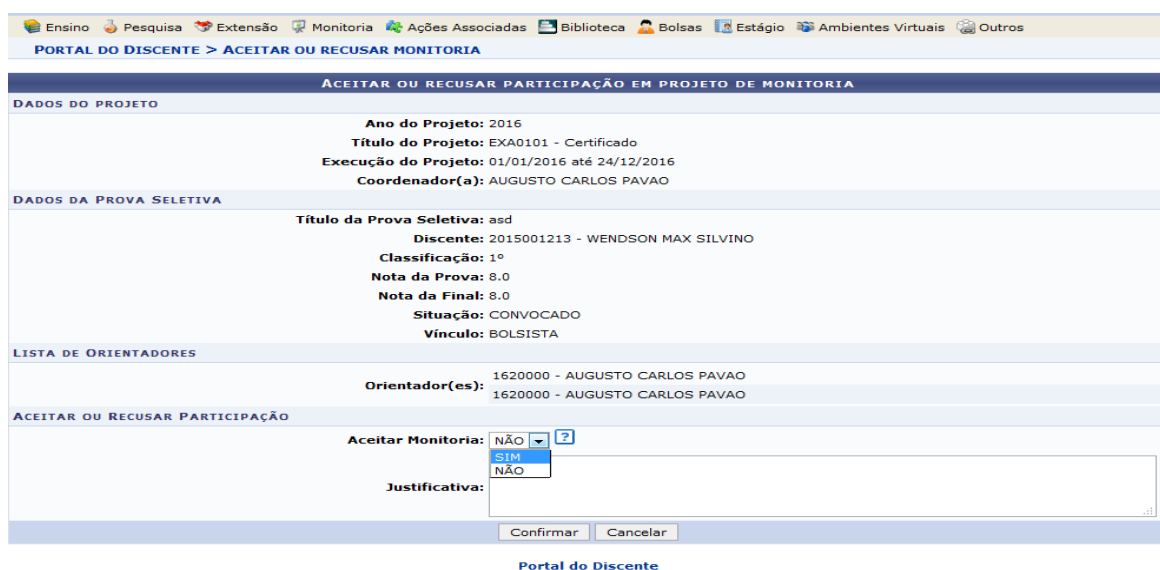 Ensino Pesquisa Extensão Monitoria Ações Associadas Biblioteca Bolsas Estágio Ambientes Virtuais Outros
PORTAL DO DISCENTE > ACEITAR OU RECUSAR MONITORIA
ACEITAR OU RECUSAR PARTICIPAÇÃO EM PROJETO DE MONITORIA
DADOS DO PROJETO
Ano do Projeto: 2016
Título do Projeto: EXA0101 - Certificado
Execução do Projeto: 01/01/2016 até 24/12/2016
Coordenador(a): AUGUSTO CARLOS PAVAO
DADOS DA PROVA SELETIVA
Título da Prova Seletiva: asd
Discente: 2015001213 - WENDSON MAX SILVINO
Classificação: 1º
Nota da Prova: 8.0
Nota da Final: 8.0
Situação: CONVOCADO
Vínculo: BOLSISTA
LISTA DE ORIENTADORES
Orientador(es): 1620000 - AUGUSTO CARLOS PAVAO
1620000 - AUGUSTO CARLOS PAVAO
ACEITAR OU RECUSAR PARTICIPAÇÃO
Aceitar Monitoria: NÃO ?
SIM
NÃO
Justificativa:
Confirmar Cancelar
Portal do Discente